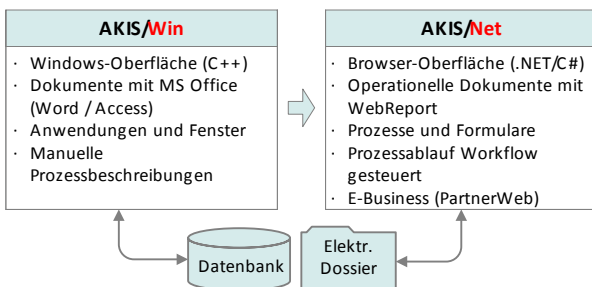 AKIS/Win
· Windows-Oberfläche (C++)
· Dokumente mit MS Office
(Word / Access)
· Anwendungen und Fenster
· Manuelle
Prozessbeschreibungen
AKIS/Net
· Browser-Oberfläche (.NET/C#)
· Operationelle Dokumente mit
WebReport
· Prozesse und Formulare
· Prozessablauf Workflow
gesteuert
· E-Business (PartnerWeb)
Datenbank
Elektr.
Dossier